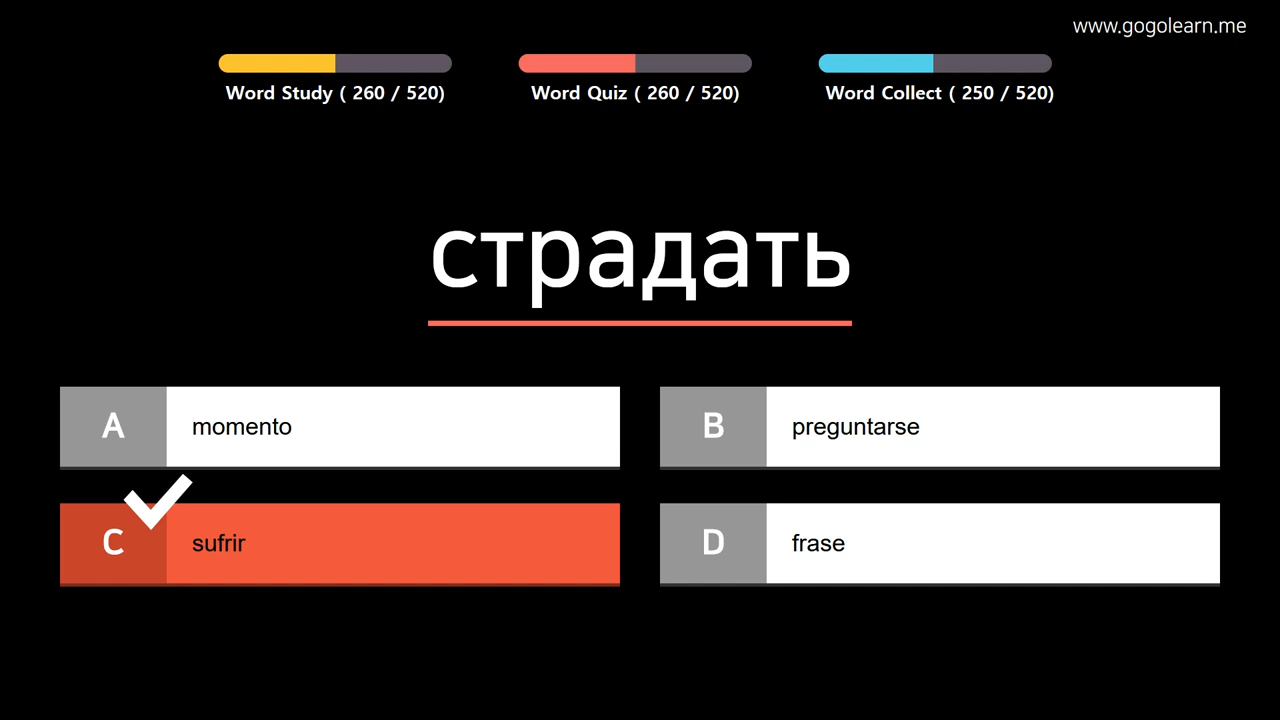 www.gogolearn.me
Word Study ( 260 / 520)
Word Quiz ( 260 / 520)
Word Collect ( 250 / 520)
страдать
A momento
B preguntarse
C sufrir
D frase